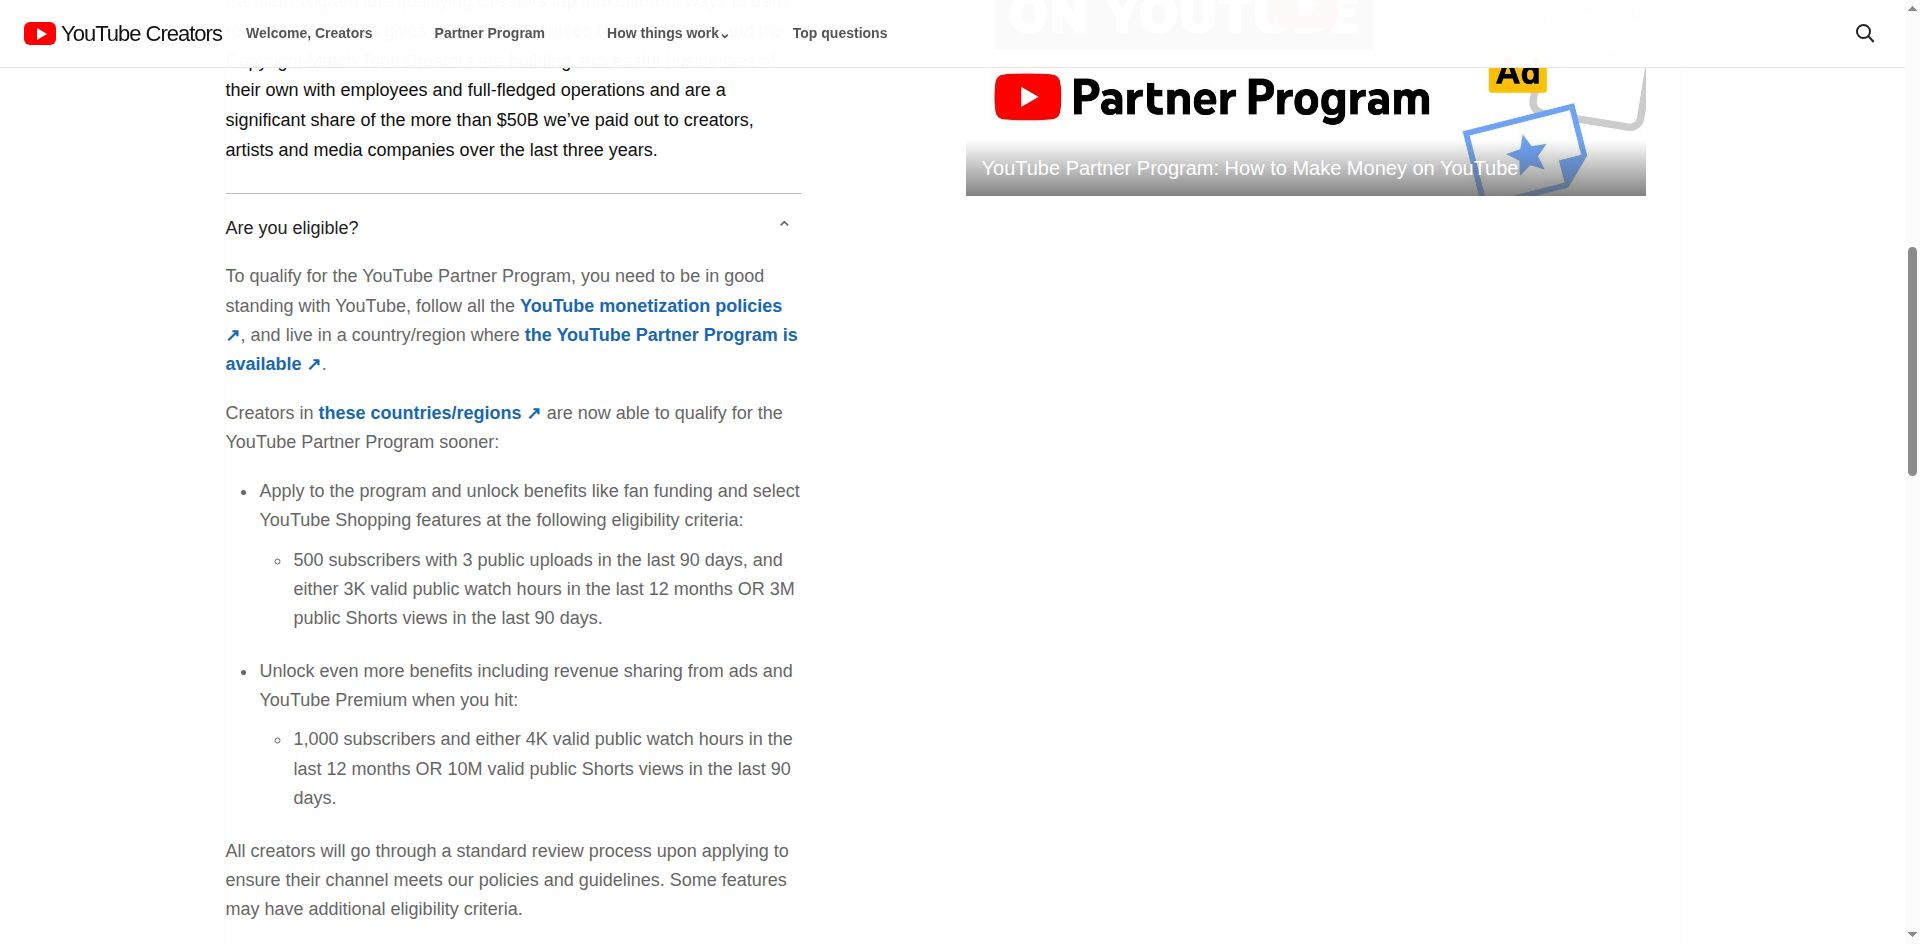 YouTube Creators
Welcome, Creators
Partner Program
How things work
Top questions
their own with employees and full-fledged operations and are a
significant share of the more than $50B we’ve paid out to creators,
artists and media companies over the last three years.
ON YOUTUBE
Ad
Partner Program
YouTube Partner Program: How to Make Money on YouTube
Are you eligible?
To qualify for the YouTube Partner Program, you need to be in good
standing with YouTube, follow all the YouTube monetization policies
↗, and live in a country/region where the YouTube Partner Program is
available ↗.
Creators in these countries/regions ↗ are now able to qualify for the
YouTube Partner Program sooner:
• Apply to the program and unlock benefits like fan funding and select
YouTube Shopping features at the following eligibility criteria:
◦ 500 subscribers with 3 public uploads in the last 90 days, and
either 3K valid public watch hours in the last 12 months OR 3M
public Shorts views in the last 90 days.
• Unlock even more benefits including revenue sharing from ads and
YouTube Premium when you hit:
◦ 1,000 subscribers and either 4K valid public watch hours in the
last 12 months OR 10M valid public Shorts views in the last 90
days.
All creators will go through a standard review process upon applying to
ensure their channel meets our policies and guidelines. Some features
may have additional eligibility criteria.